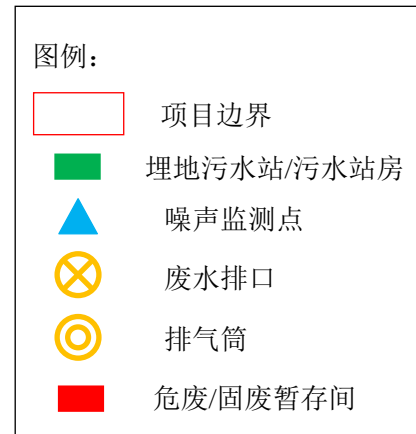 图例：
项目边界
埋地污水站/污水站房
噪声监测点
废水排口
排气筒
危废/固废暂存间